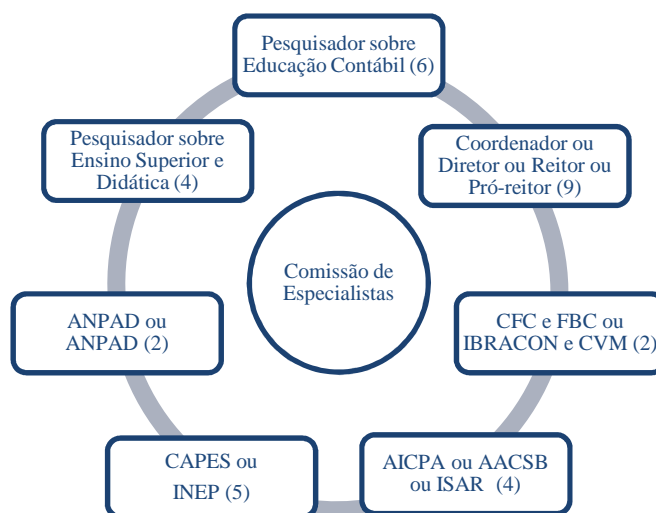 Pesquisador sobre
Educação Contábil (6)
Coordenador ou
Diretor ou Reitor ou
Pró-reitor (9)
CFC e FBC ou
IBRACON e CVM (2)
AICPA ou AACSB
ou ISAR (4)
CAPES ou
INEP (5)
ANPAD ou
ANPAD (2)
Pesquisador sobre
Ensino Superior e
Didática (4)
Comissão de
Especialistas